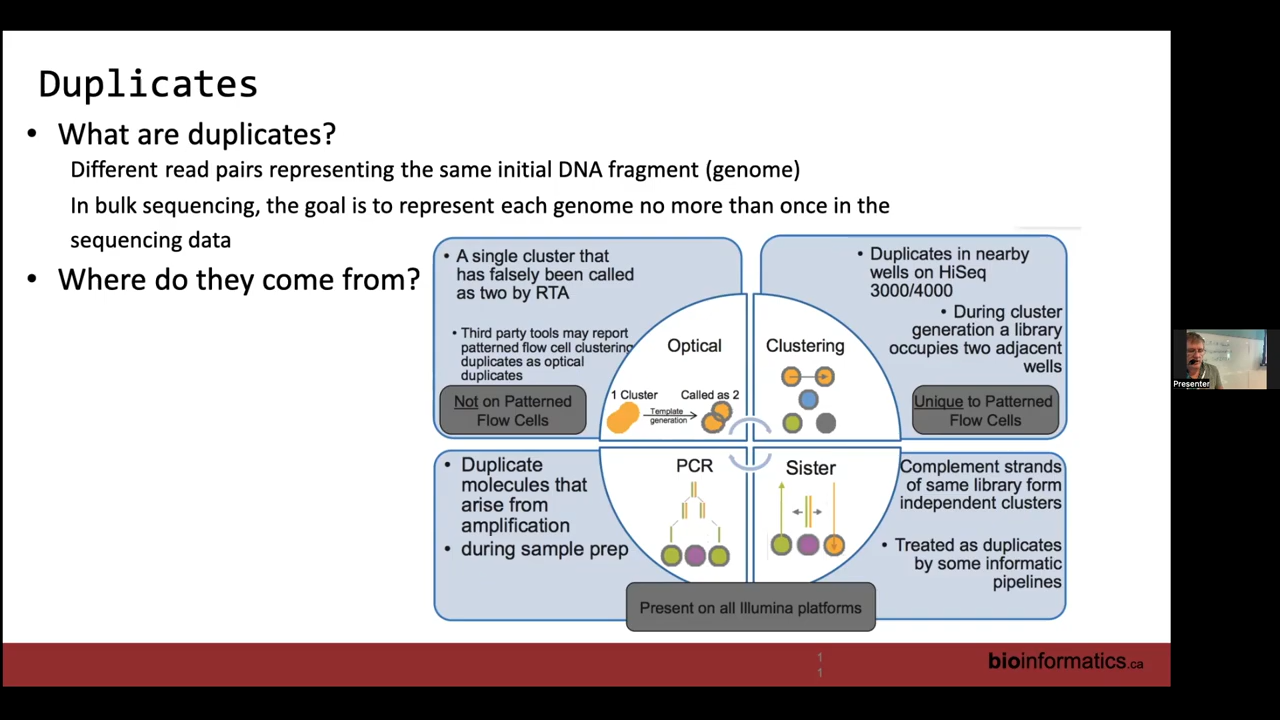 Duplicates
• What are duplicates?
Different read pairs representing the same initial DNA fragment (genome)
In bulk sequencing, the goal is to represent each genome no more than once in the
sequencing data
• Where do they come from?
• A single cluster that
has falsely been called
as two by RTA
• Third party tools may report
patterned flow cell clustering
duplicates as optical
duplicates
Not on Patterned
Flow Cells
Optical
1 Cluster
Called as 2
Template
generation
Clustering
• Duplicates in nearby
wells on HiSeq
3000/4000
• During cluster
generation a library
occupies two adjacent
wells
Unique to Patterned
Flow Cells
• Duplicate
molecules that
arise from
amplification
• during sample prep
PCR
Sister
Complement strands
of same library form
independent clusters
• Treated as duplicates
by some informatic
pipelines
Present on all Illumina platforms
1
1
bioinformatics.ca
Presenter